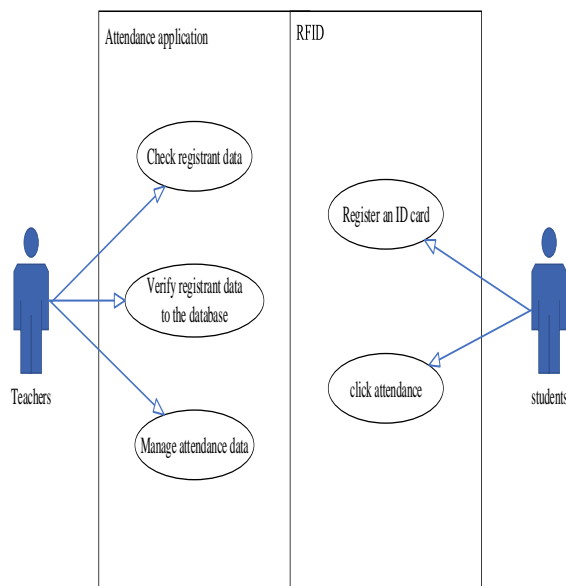 Attendance application
RFID
Check registrant data
Register an ID card
Verify registrant data
to the database
click attendance
Manage attendance data
Teachers
students